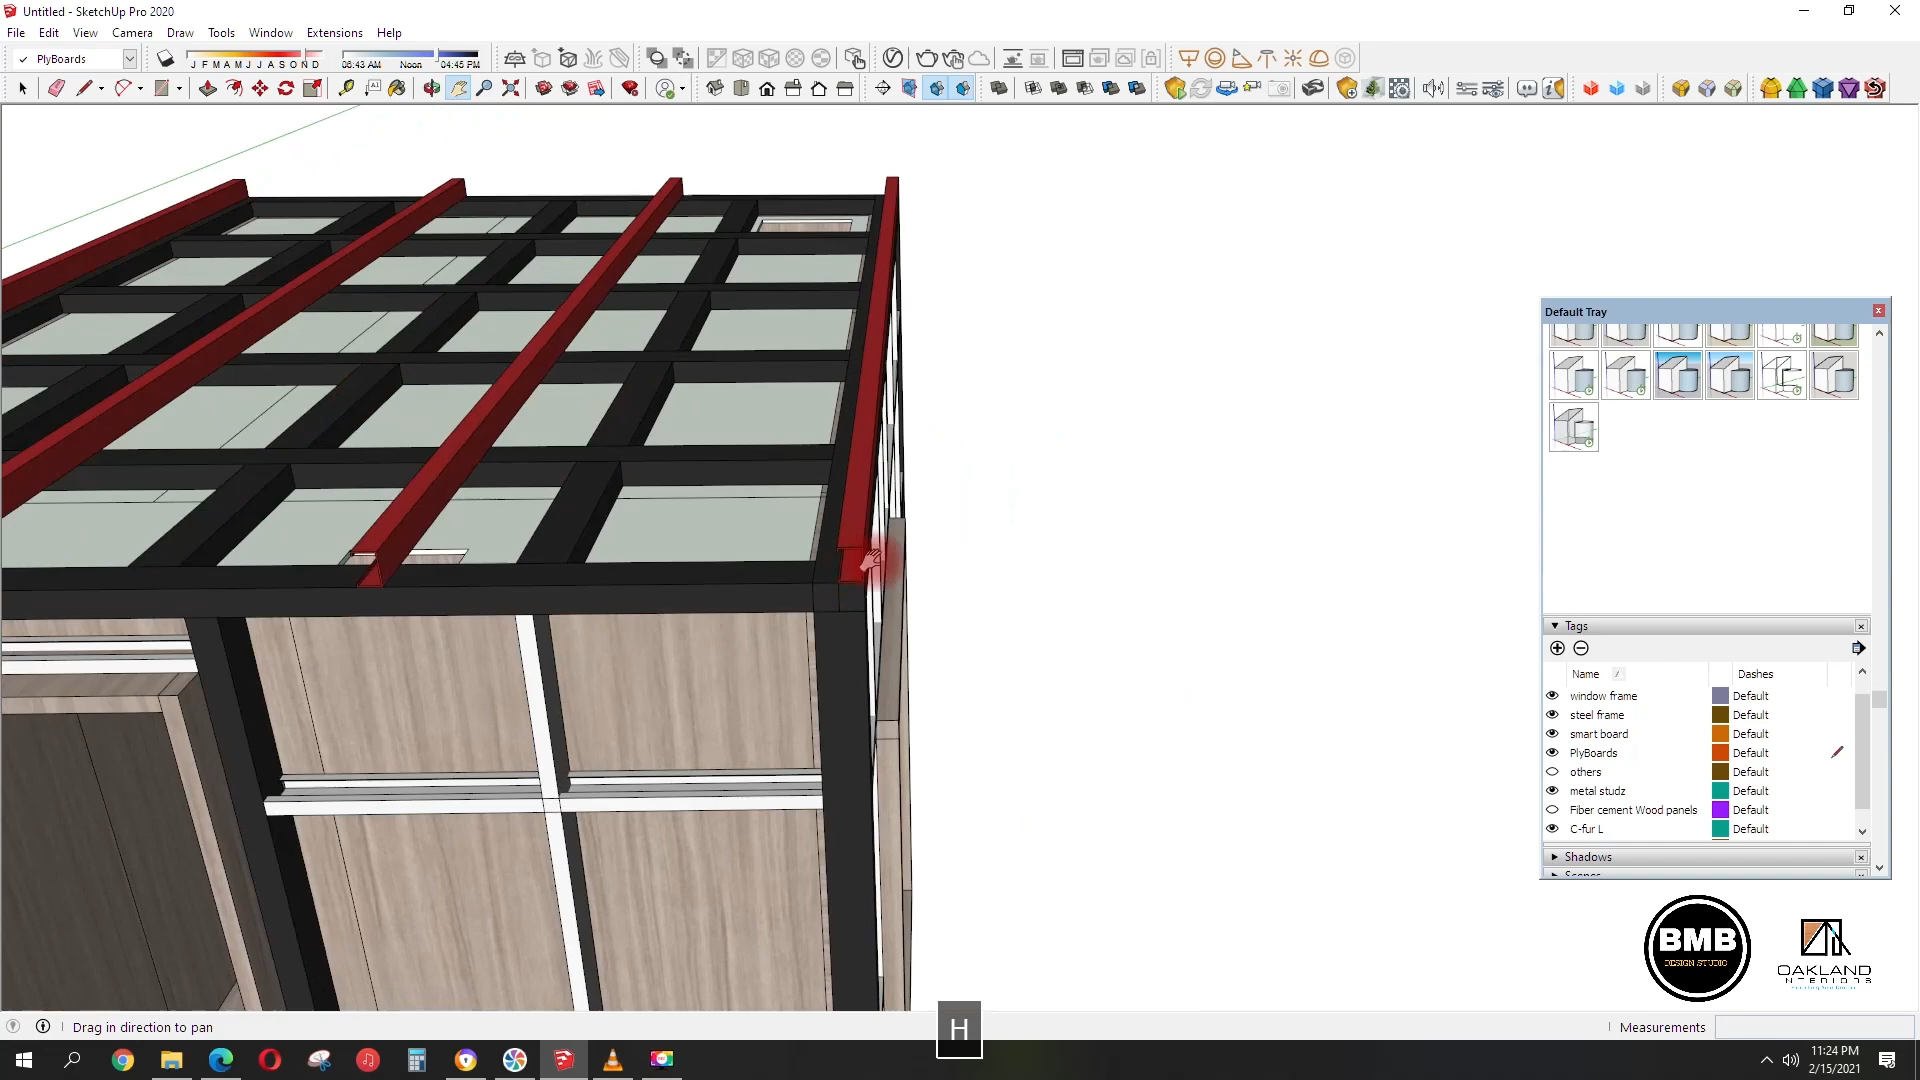 Untitled - SketchUp Pro 2020
File Edit View Camera Draw Tools Window Extensions Help
✓ PlyBoards
J F M A M J J A S O N D
06:43 AM Noon 04:45 PM
Default Tray
Tags
Name Dashes
window frame Default
steel frame Default
smart board Default
PlyBoards Default
others Default
metal studz Default
Fiber cement Wood panels Default
C-fur L Default
Shadows
BMB
DESIGN STUDIO
OAKLAND
INTERIORS
Drag in direction to pan
H
Measurements
11:24 PM
2/15/2021